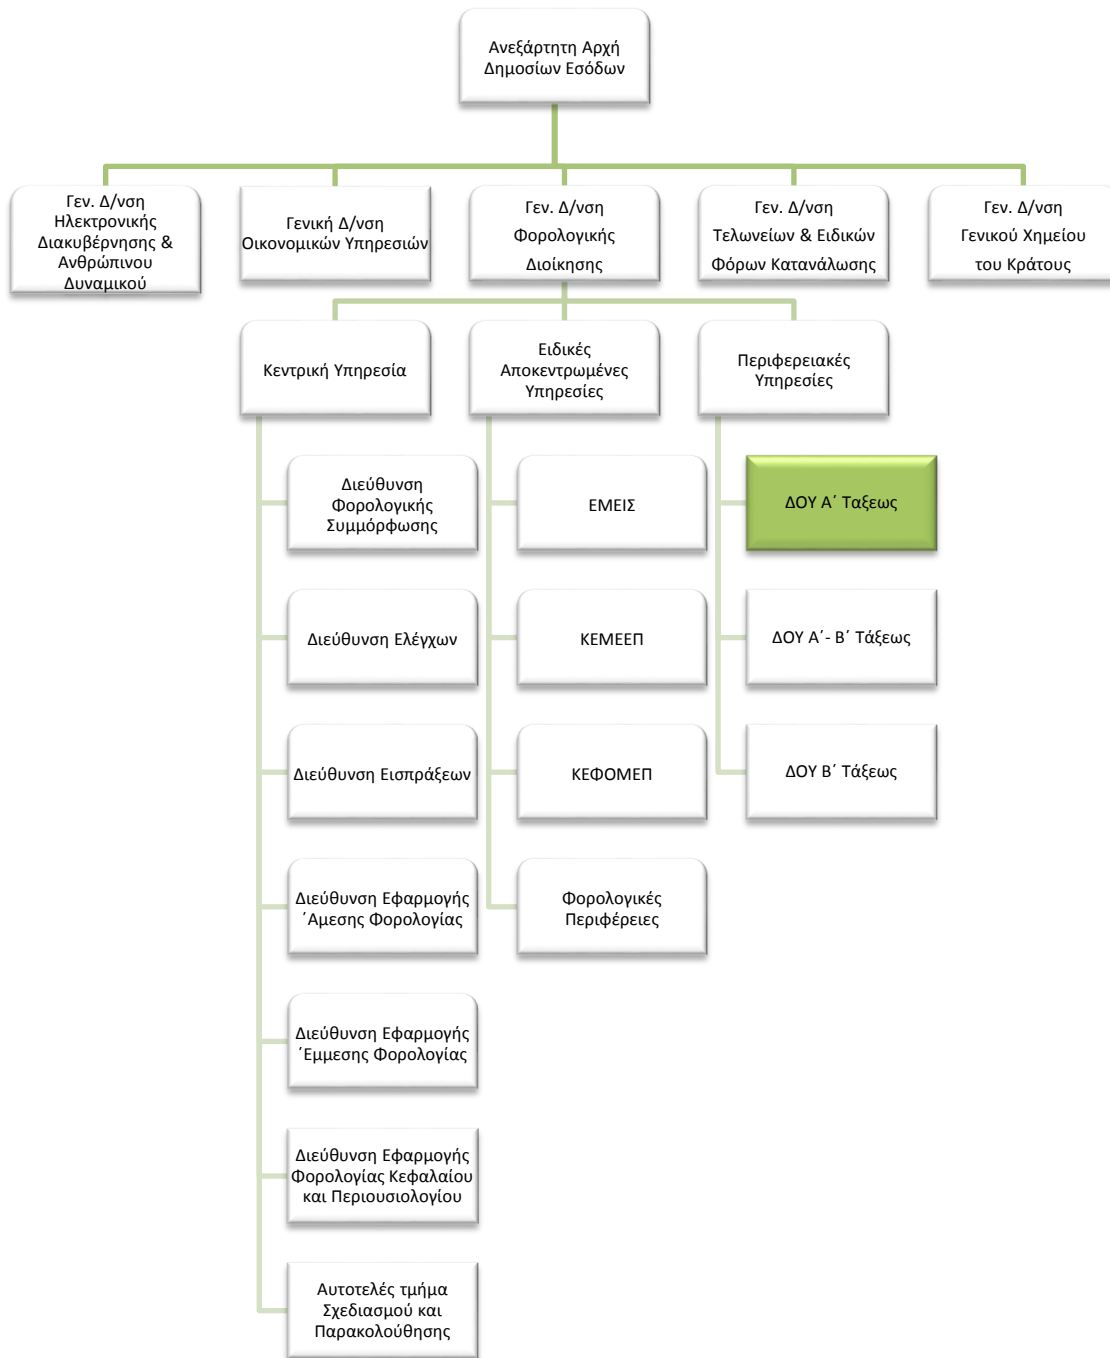 Ανεξάρτητη Αρχή
Δημοσίων Εσόδων
Γεν. Δ/νση
Ηλεκτρονικής
Διακυβέρνησης &
Ανθρώπινου
Δυναμικού
Γενική Δ/νση
Οικονομικών Υπηρεσιών
Γεν. Δ/νση
Φορολογικής
Διοίκησης
Γεν. Δ/νση
Τελωνείων & Ειδικών
Φόρων Κατανάλωσης
Γεν. Δ/νση
Γενικού Χημείου
του Κράτους
Κεντρική Υπηρεσία
Ειδικές
Αποκεντρωμένες
Υπηρεσίες
Περιφερειακές
Υπηρεσίες
Διεύθυνση
Φορολογικής
Συμμόρφωσης
ΕΜΕΙΣ
ΔΟΥ Α΄ Ταξεως
Διεύθυνση Ελέγχων
ΚΕΜΕΕΠ
ΔΟΥ Α΄- Β΄ Τάξεως
Διεύθυνση Εισπράξεων
ΚΕΦΟΜΕΠ
ΔΟΥ Β΄ Τάξεως
Διεύθυνση Εφαρμογής
΄Αμεσης Φορολογίας
Φορολογικές
Περιφέρειες
Διεύθυνση Εφαρμογής
΄Εμμεσης Φορολογίας
Διεύθυνση Εφαρμογής
Φορολογίας Κεφαλαίου
και Περιουσιολογίου
Αυτοτελές τμήμα
Σχεδιασμού και
Παρακολούθησης